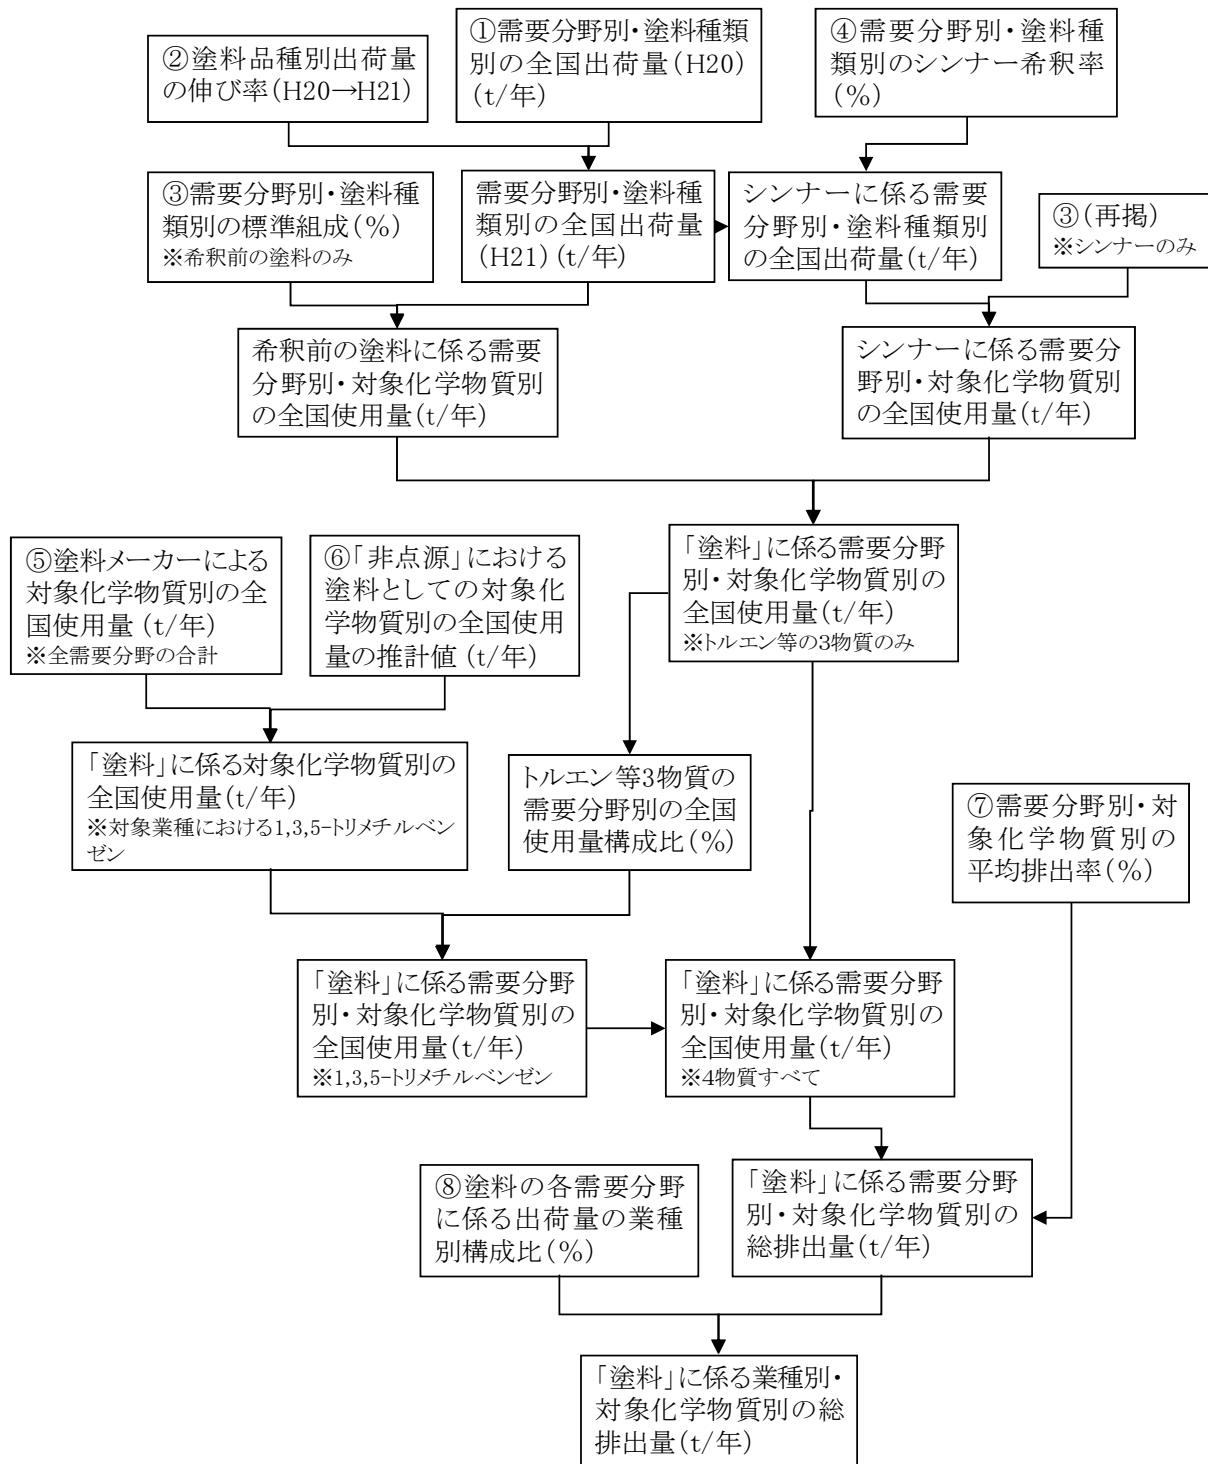 ②塗料品種別出荷量
の伸び率(H20→H21)
①需要分野別・塗料種類
別の全国出荷量(H20)
(t/年)
④需要分野別・塗料種
類別のシンナー希釈率
(%)
③需要分野別・塗料種
類別の標準組成(%)
※希釈前の塗料のみ
需要分野別・塗料種
類別の全国出荷量
(H21)(t/年)
シンナーに係る需要
分野別・塗料種類別
の全国出荷量(t/年)
③(再掲)
※シンナーのみ
希釈前の塗料に係る需要
分野別・対象化学物質別
の全国使用量(t/年)
シンナーに係る需要分
野別・対象化学物質別
の全国使用量(t/年)
⑤塗料メーカーによる
対象化学物質別の全
国使用量 (t/年)
※全需要分野の合計
⑥「非点源」における
塗料としての対象化
学物質別の全国使用
量の推計値 (t/年)
「塗料」に係る需要分野
別・対象化学物質別の
全国使用量(t/年)
※トルエン等の3物質のみ
「塗料」に係る対象化学物質別の
全国使用量(t/年)
※対象業種における1,3,5-トリメチルベン
ゼン
トルエン等3物質の
需要分野別の全国
使用量構成比(%)
⑦需要分野別・対
象化学物質別の
平均排出率(%)
「塗料」に係る需要分野
別・対象化学物質別の
全国使用量(t/年)
※1,3,5-トリメチルベンゼン
「塗料」に係る需要分野
別・対象化学物質別の
全国使用量(t/年)
※4物質すべて
⑧塗料の各需要分野
に係る出荷量の業種
別構成比(%)
「塗料」に係る需要分野
別・対象化学物質別の
総排出量(t/年)
「塗料」に係る業種別・
対象化学物質別の総
排出量(t/年)